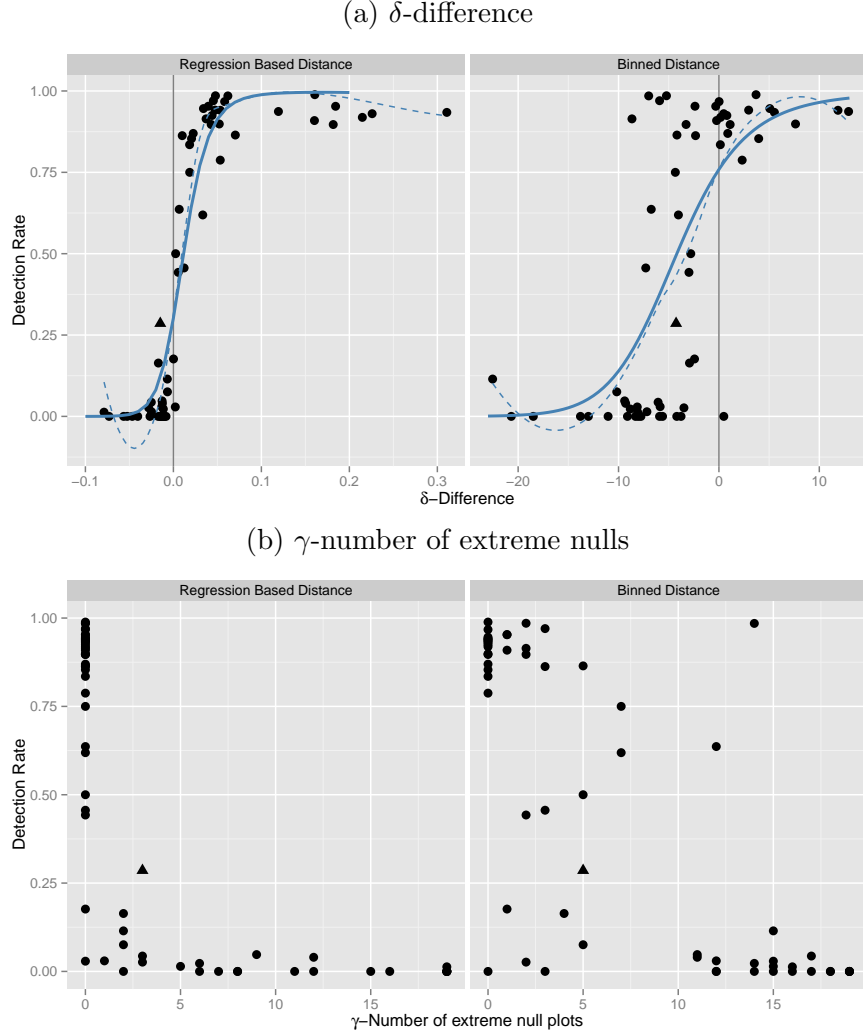 (a) δ-difference
Regression Based Distance
Binned Distance
Detection Rate
1.00
0.75
0.50
0.25
0.00
−0.1 0.0 0.1 0.2 0.3
−20 −10 0 10
δ−Difference
(b) γ-number of extreme nulls
Regression Based Distance
Binned Distance
Detection Rate
1.00
0.75
0.50
0.25
0.00
0 5 10 15
0 5 10 15
γ−Number of extreme null plots